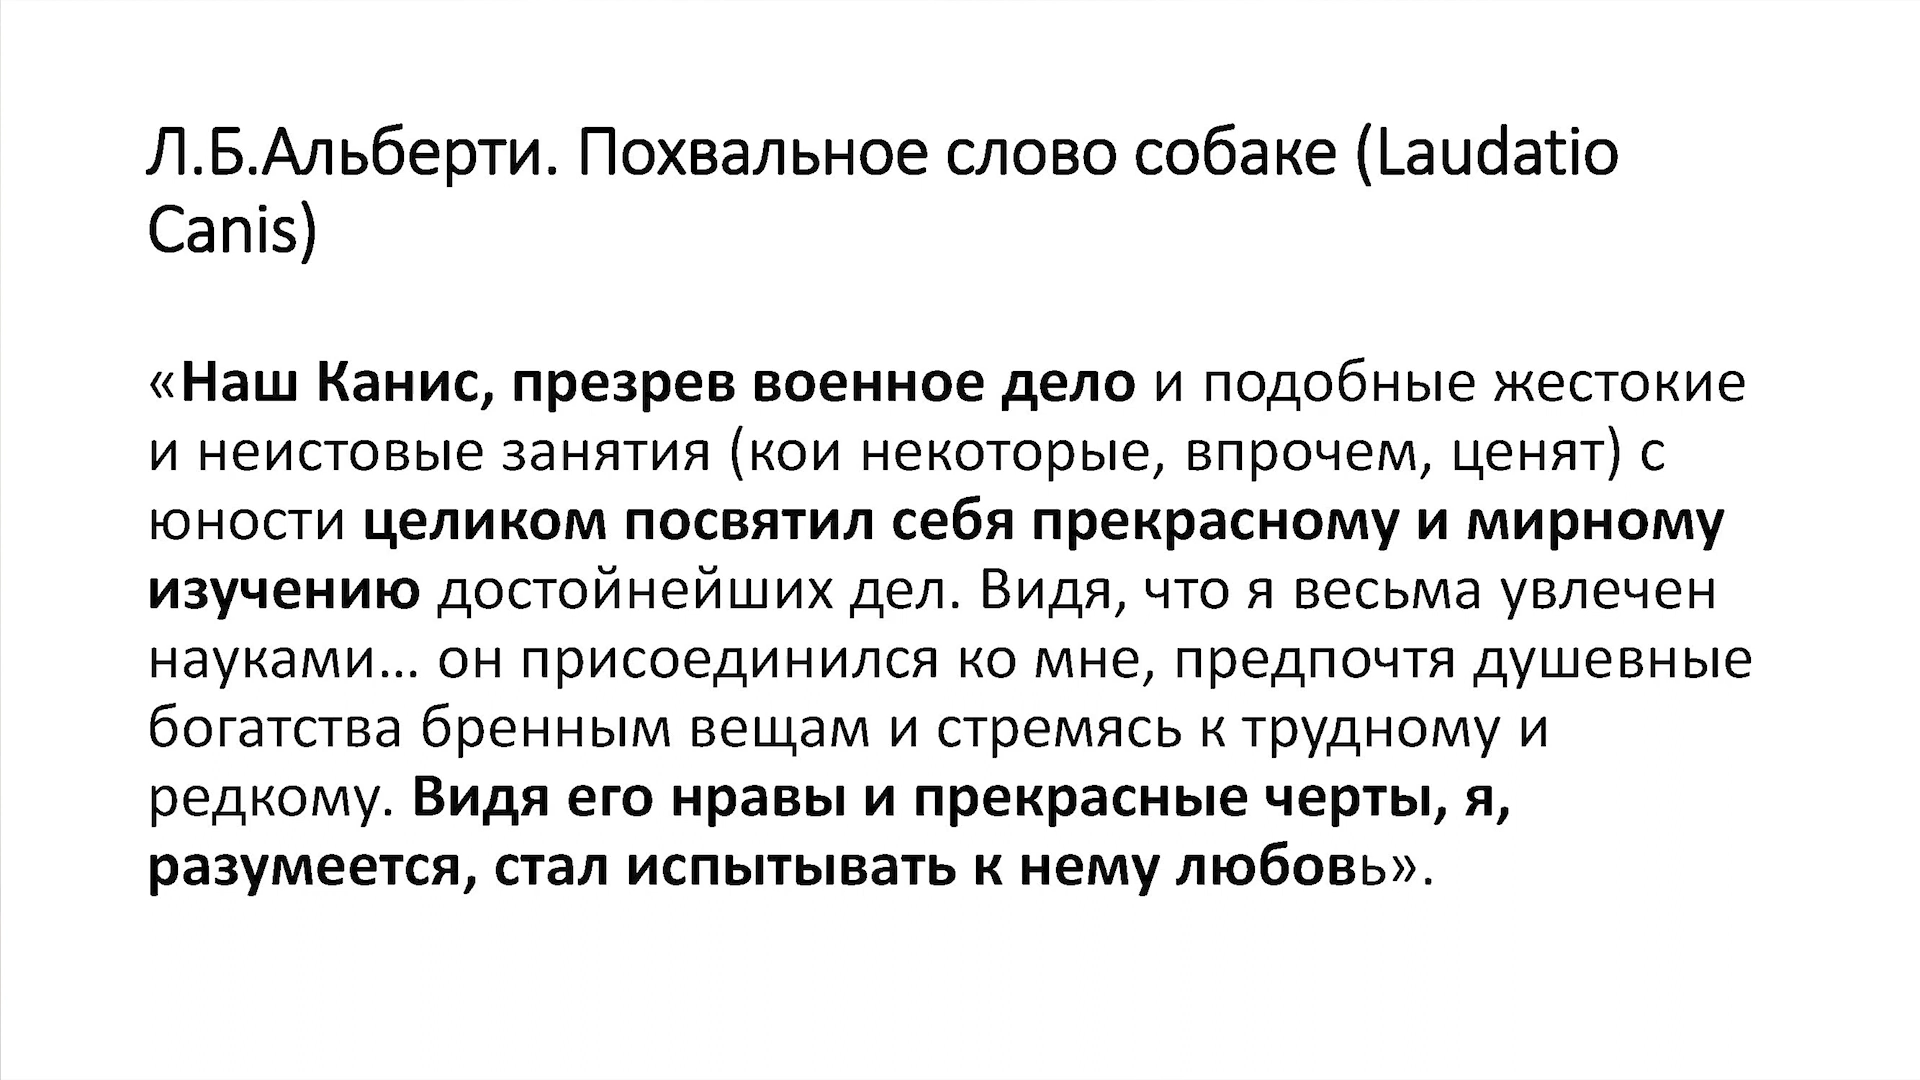 Л.Б.Альберти. Похвальное слово собаке (Laudatio
Canis)
«Наш Канис, презрев военное дело и подобные жестокие
и неистовые занятия (кои некоторые, впрочем, ценят) с
юности целиком посвятил себя прекрасному и мирному
изучению достойнейших дел. Видя, что я весьма увлечен
науками… он присоединился ко мне, предпочтя душевные
богатства бренным вещам и стремясь к трудному и
редкому. Видя его нравы и прекрасные черты, я,
разумеется, стал испытывать к нему любовь».